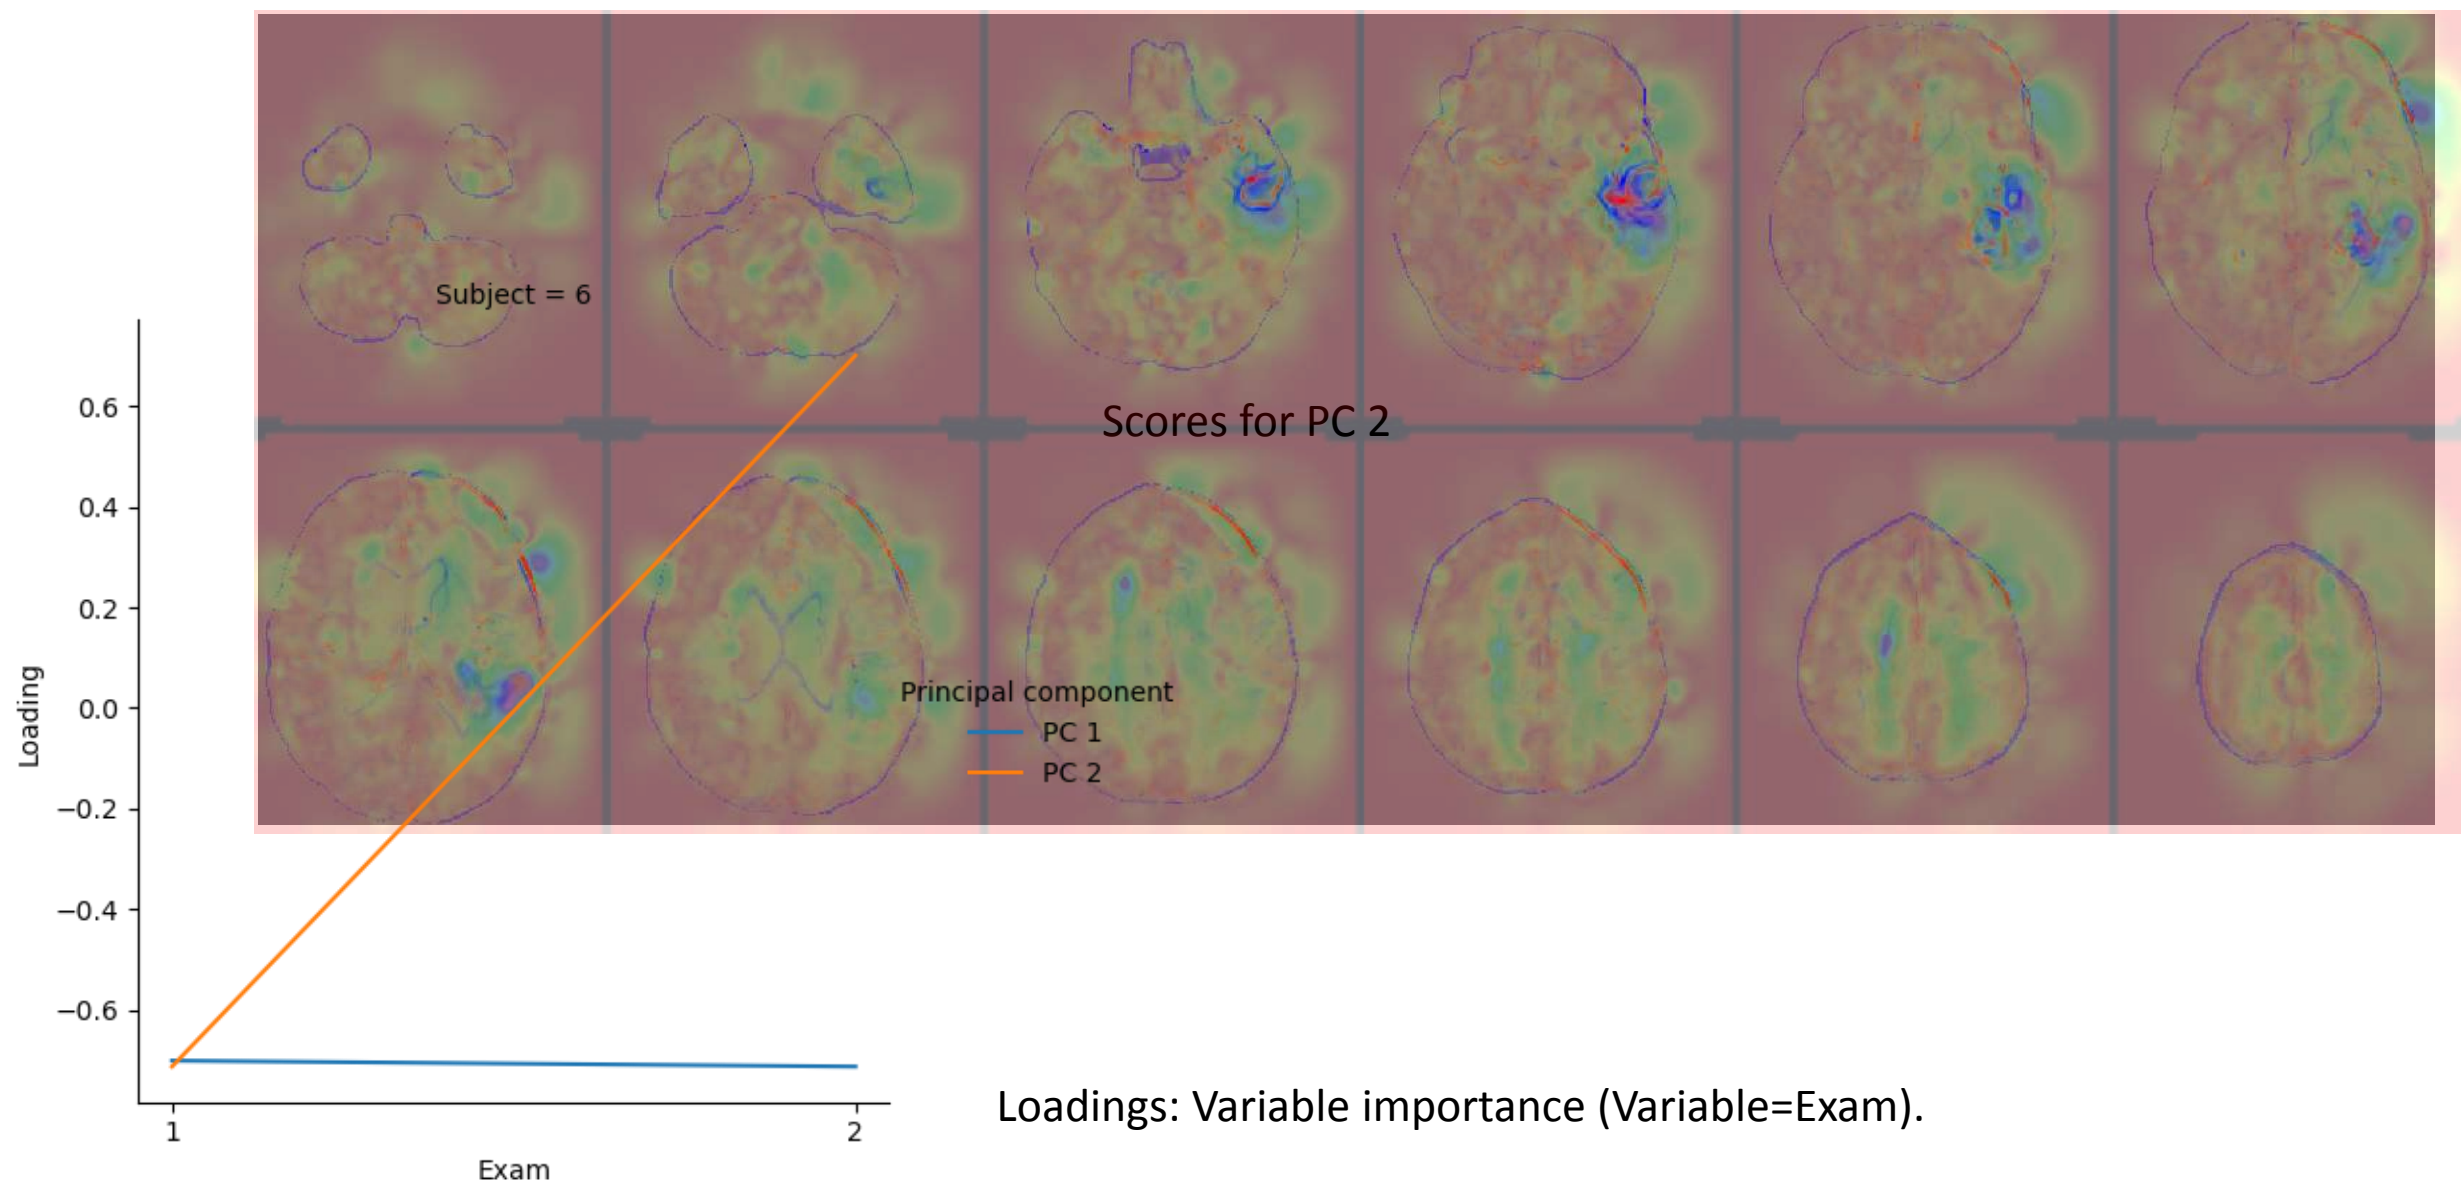 Subject = 6
Scores for PC 2
0.6
0.4
0.2
0.0
−0.2
−0.4
−0.6
Loading
Principal component
PC 1
PC 2
1
2
Exam
Loadings: Variable importance (Variable=Exam).